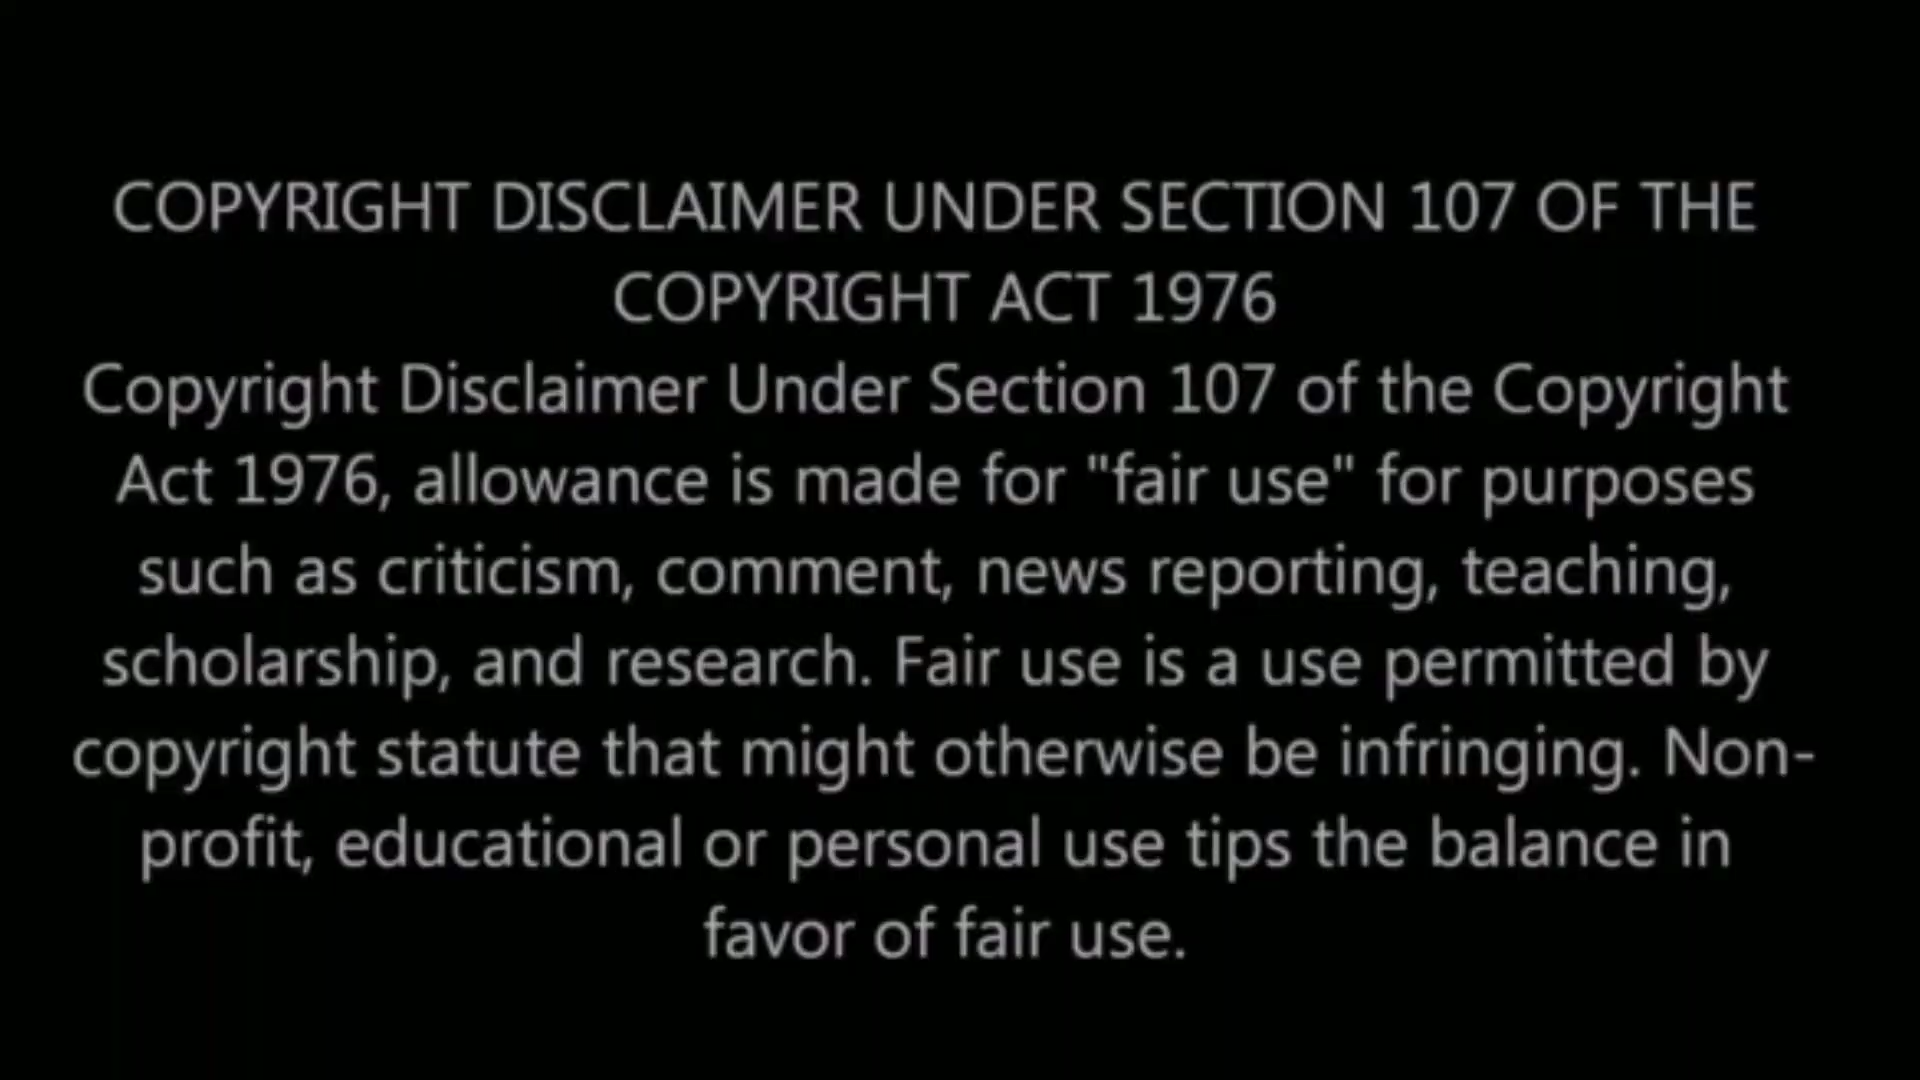 COPYRIGHT DISCLAIMER UNDER SECTION 107 OF THE
COPYRIGHT ACT 1976
Copyright Disclaimer Under Section 107 of the Copyright
Act 1976, allowance is made for "fair use" for purposes
such as criticism, comment, news reporting, teaching,
scholarship, and research. Fair use is a use permitted by
copyright statute that might otherwise be infringing. Non-
profit, educational or personal use tips the balance in
favor of fair use.